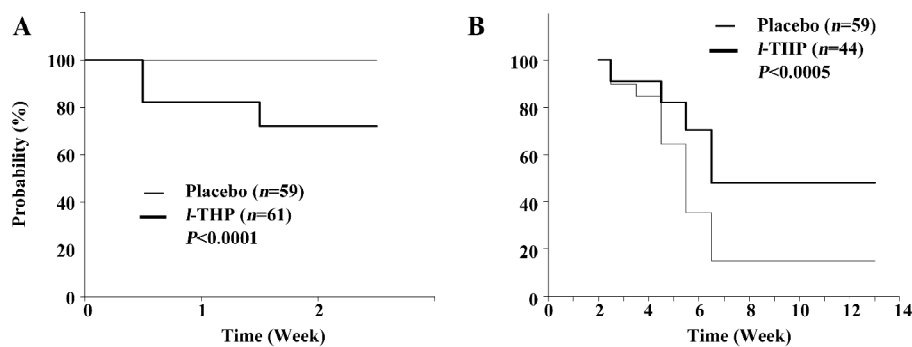 A
100
80
60
40
20
0
Probability (%)
Placebo (n=59)
l-THP (n=61)
P<0.0001
0 1 2
Time (Week)
B
Placebo (n=59)
l-THP (n=44)
P<0.0005
100
80
60
40
20
0
0 2 4 6 8 10 12 14
Time (Week)